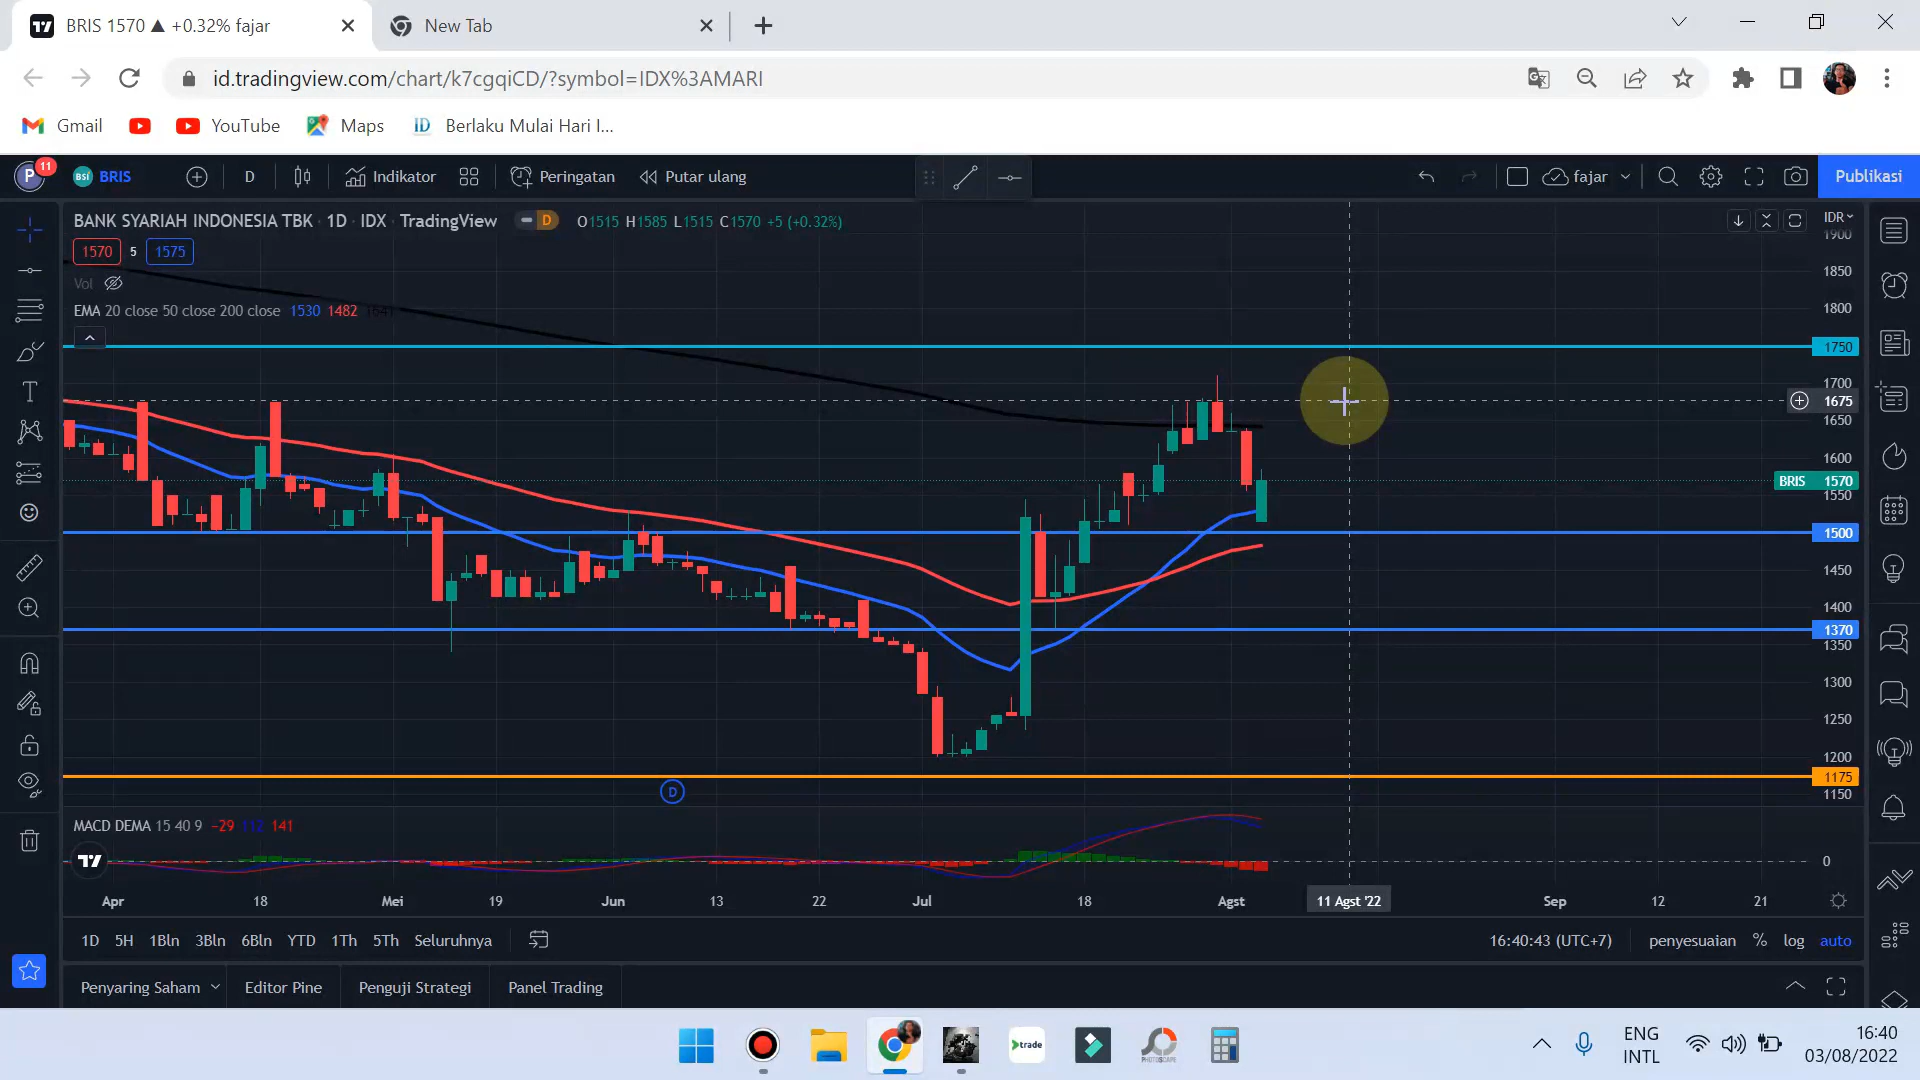 BRIS 1570 ▲ +0.32% fajar
New Tab
id.tradingview.com/chart/k7cgqiCD/?symbol=IDX%3AMARI
Gmail
YouTube
Maps
ID Berlaku Mulai Hari I...
P 11
BSI BRIS
D
Indikator
Peringatan
Putar ulang
fajar
Publikasi
BANK SYARIAH INDONESIA TBK · 1D · IDX · TradingView
D
O1515 H1585 L1515 C1570 +5 (+0.32%)
IDR
1570 5 1575
Vol
EMA 20 close 50 close 200 close 1530 1482 1641
1900
1850
1800
1750
1700
1675
1650
1600
BRIS 1570
1550
1500
1450
1400
1370
1350
1300
1250
1200
1175
1150
D
MACD DEMA 15 40 9 −29 112 141
0
Apr 18 Mei 19 Jun 13 22 Jul 18 Agst 11 Agst '22 Sep 12 21
1D 5H 1Bln 3Bln 6Bln YTD 1Th 5Th Seluruhnya
16:40:43 (UTC+7) penyesuaian % log auto
Penyaring Saham
Editor Pine
Penguji Strategi
Panel Trading
trade
PHOTOSCAPE
ENG
INTL
16:40
03/08/2022